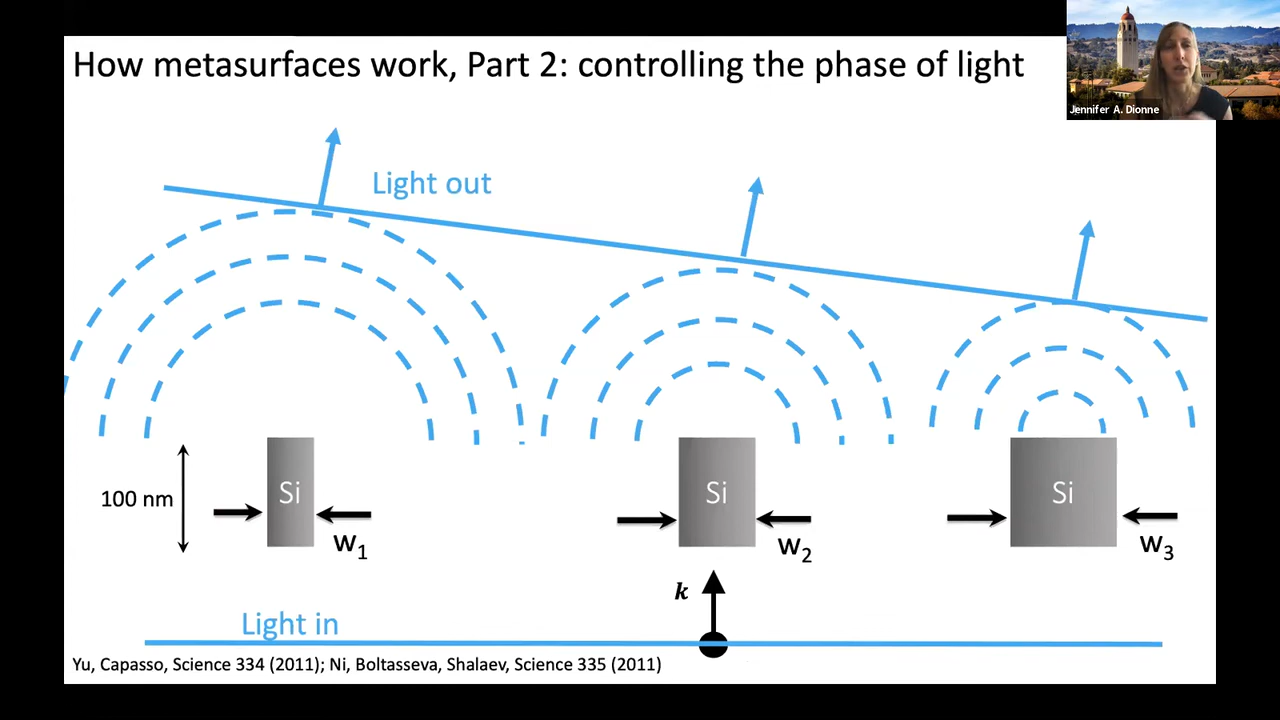 How metasurfaces work, Part 2: controlling the phase of light
Jennifer A. Dionne
Light out
Si
Si
Si
100 nm
w₁
w₂
w₃
k
Light in
Yu, Capasso, Science 334 (2011); Ni, Boltasseva, Shalaev, Science 335 (2011)